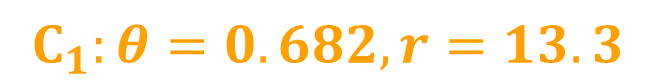 C₁: θ = 0.682, r = 13.3